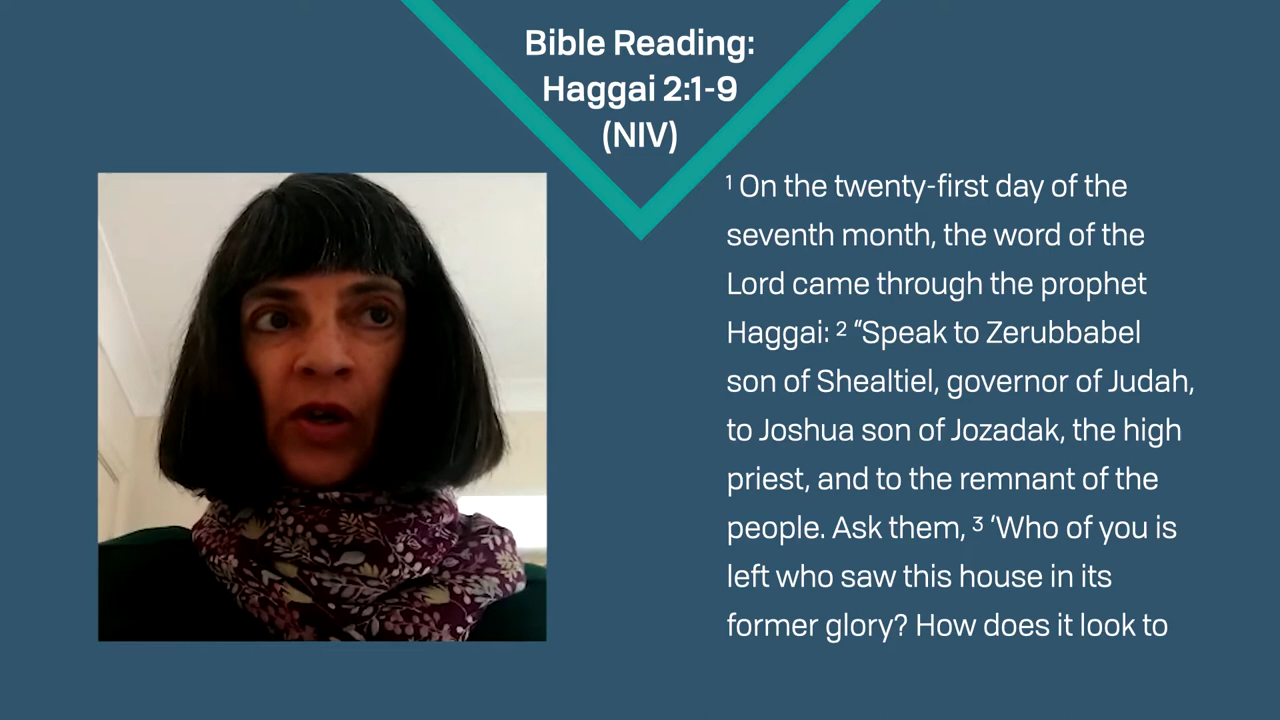 Bible Reading:
Haggai 2:1-9
(NIV)
¹ On the twenty-first day of the
seventh month, the word of the
Lord came through the prophet
Haggai: ² “Speak to Zerubbabel
son of Shealtiel, governor of Judah,
to Joshua son of Jozadak, the high
priest, and to the remnant of the
people. Ask them, ³ ‘Who of you is
left who saw this house in its
former glory? How does it look to